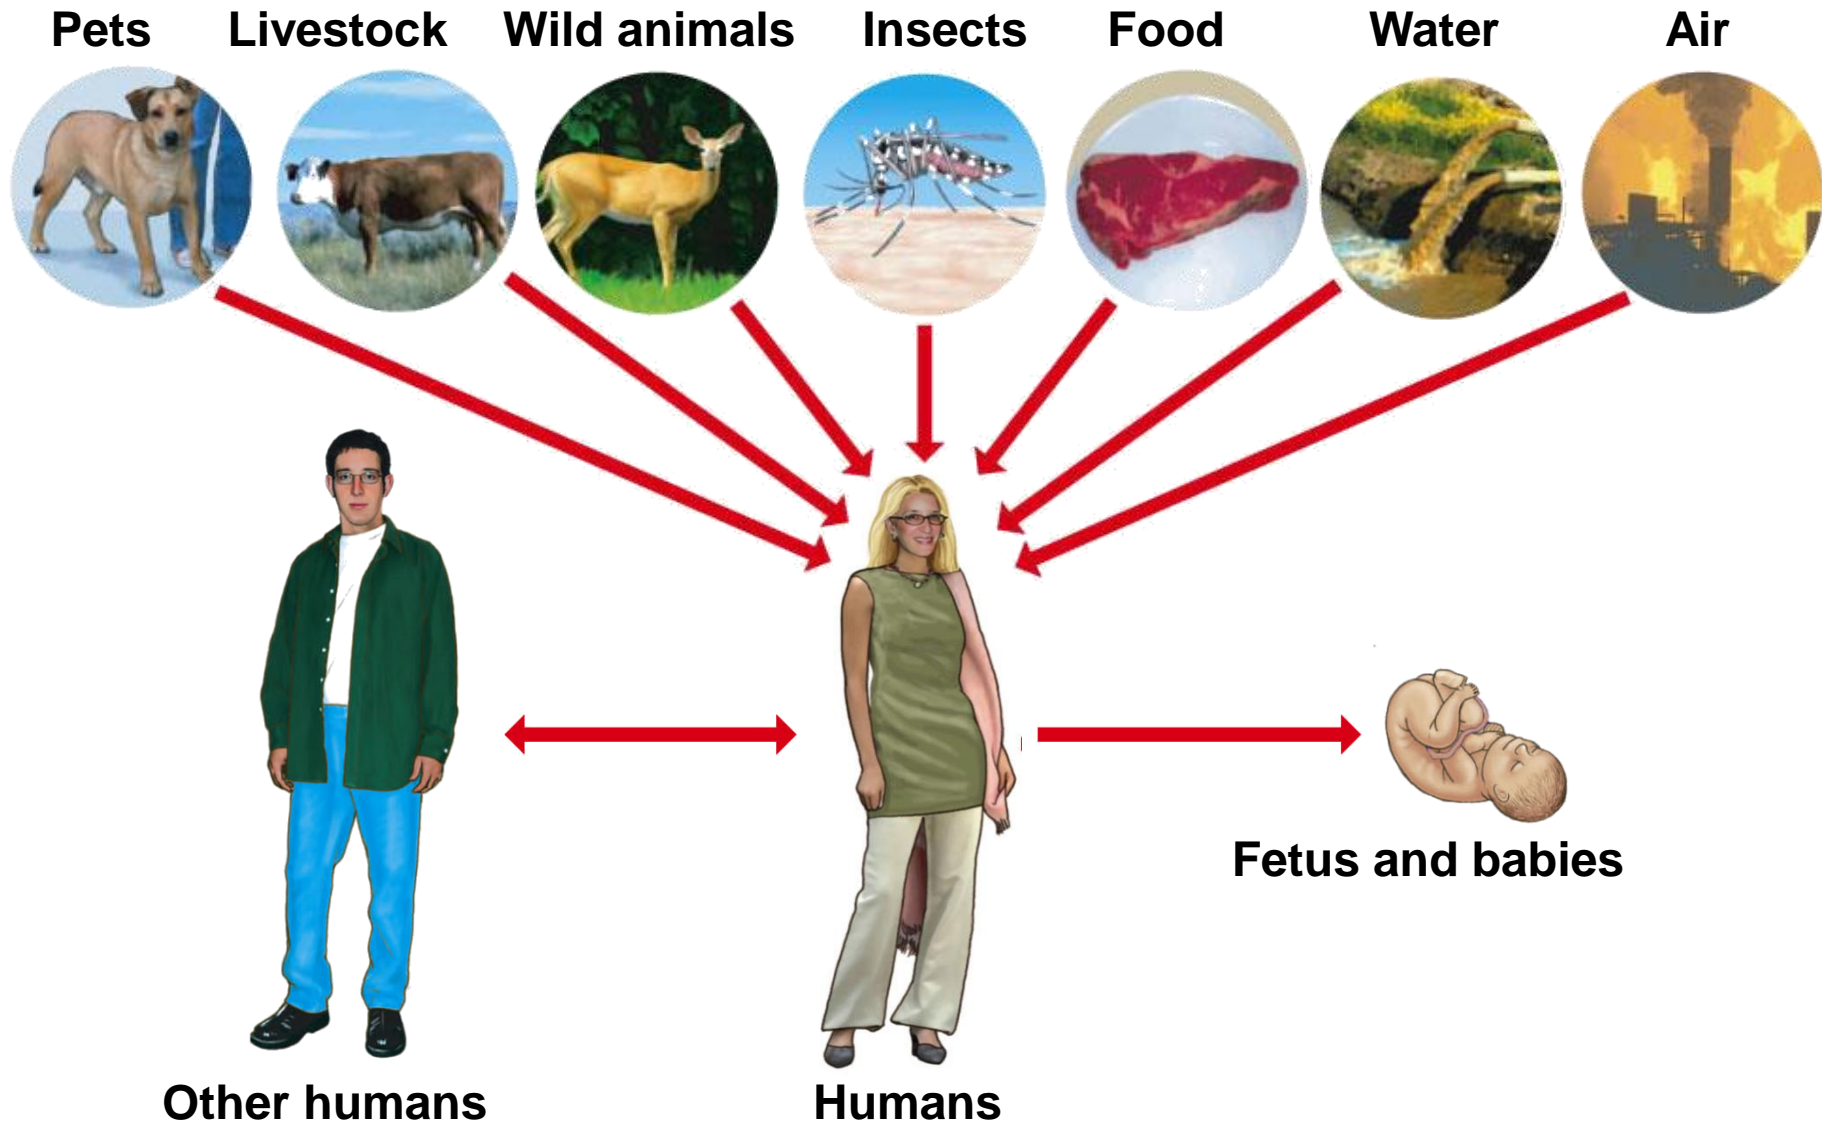 Pets Livestock Wild animals Insects Food Water Air
Fetus and babies
Other humans Humans